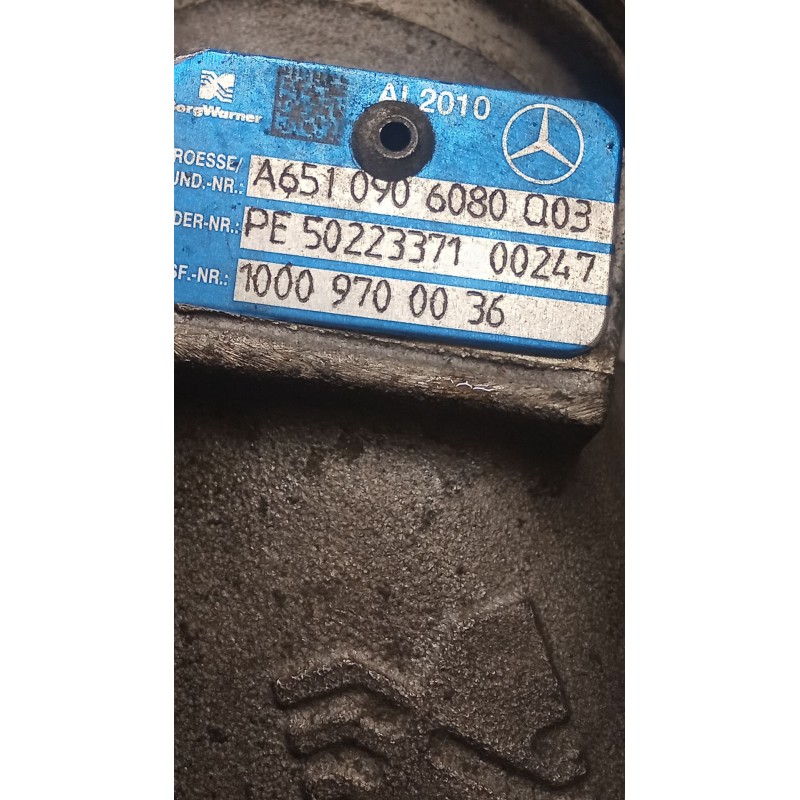 AL2010
BorgWarner
ROESSE/
UND.-NR.: A651 090 6080 Q03
DER-NR.: PE 50223371 00247
SF.-NR.: 1000 970 00 36